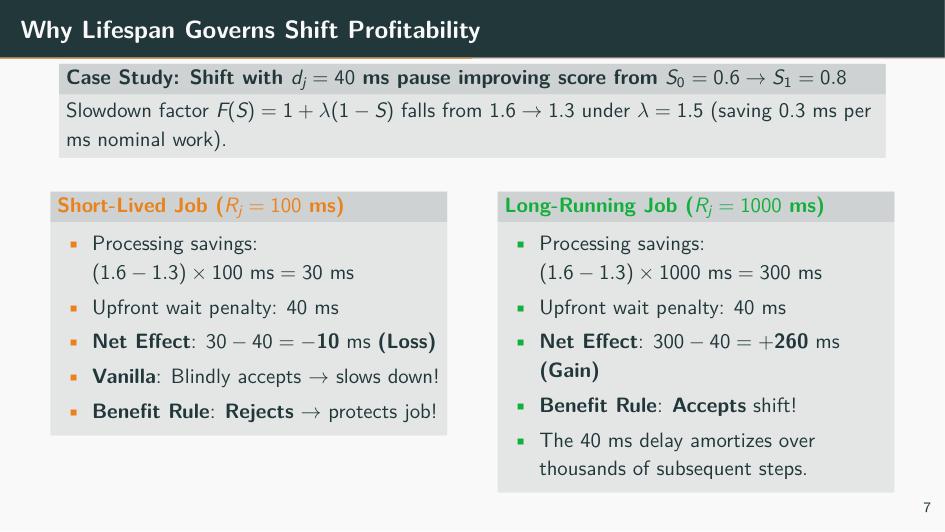 Why Lifespan Governs Shift Profitability
Case Study: Shift with dⱼ = 40 ms pause improving score from S₀ = 0.6 → S₁ = 0.8
Slowdown factor F(S) = 1 + λ(1 − S) falls from 1.6 → 1.3 under λ = 1.5 (saving 0.3 ms per
ms nominal work).
Short-Lived Job (Rⱼ = 100 ms)
▪ Processing savings:
(1.6 − 1.3) × 100 ms = 30 ms
▪ Upfront wait penalty: 40 ms
▪ Net Effect: 30 − 40 = −10 ms (Loss)
▪ Vanilla: Blindly accepts → slows down!
▪ Benefit Rule: Rejects → protects job!
Long-Running Job (Rⱼ = 1000 ms)
▪ Processing savings:
(1.6 − 1.3) × 1000 ms = 300 ms
▪ Upfront wait penalty: 40 ms
▪ Net Effect: 300 − 40 = +260 ms
(Gain)
▪ Benefit Rule: Accepts shift!
▪ The 40 ms delay amortizes over
thousands of subsequent steps.
7